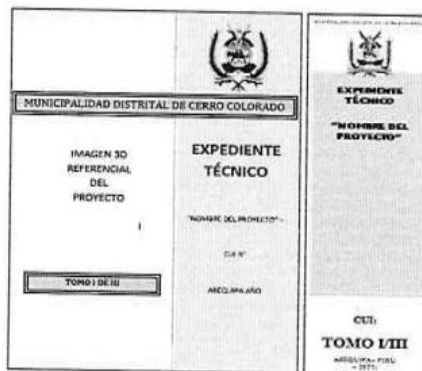 MUNICIPALIDAD DISTRITAL DE CERRO COLORADO
IMAGEN 3D
REFERENCIAL
DEL
PROYECTO
TOMO I DE III
EXPEDIENTE
TÉCNICO
"NOMBRE DEL PROYECTO" –
CUI N°
AREQUIPA AÑO
EXPEDIENTE
TÉCNICO
"NOMBRE DEL
PROYECTO"
CUI:
TOMO I/III
AREQUIPA – PERU